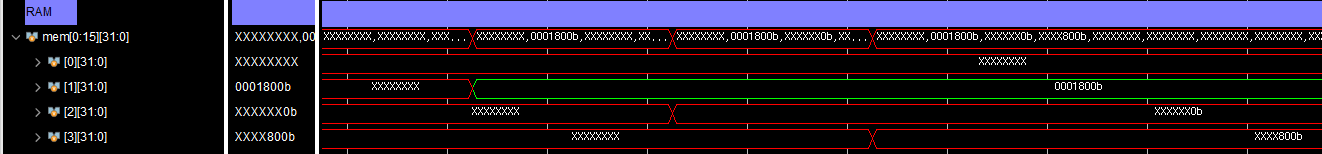 RAM
mem[0:15][31:0] XXXXXXXX,00 XXXXXXXX,XXXXXXXX,XXX... XXXXXXXX,0001800b,XXXXXXXX,XX... XXXXXXXX,0001800b,XXXXXX0b,XX... XXXXXXXX,0001800b,XXXXXX0b,XXXX800b,XXXXXXXX,XXXXXXXX,XXXXXXXX,XXXXXXXX,XXX
[0][31:0] XXXXXXXX XXXXXXXX
[1][31:0] 0001800b XXXXXXXX 0001800b
[2][31:0] XXXXXX0b XXXXXXXX XXXXXX0b
[3][31:0] XXXX800b XXXXXXXX XXXX800b